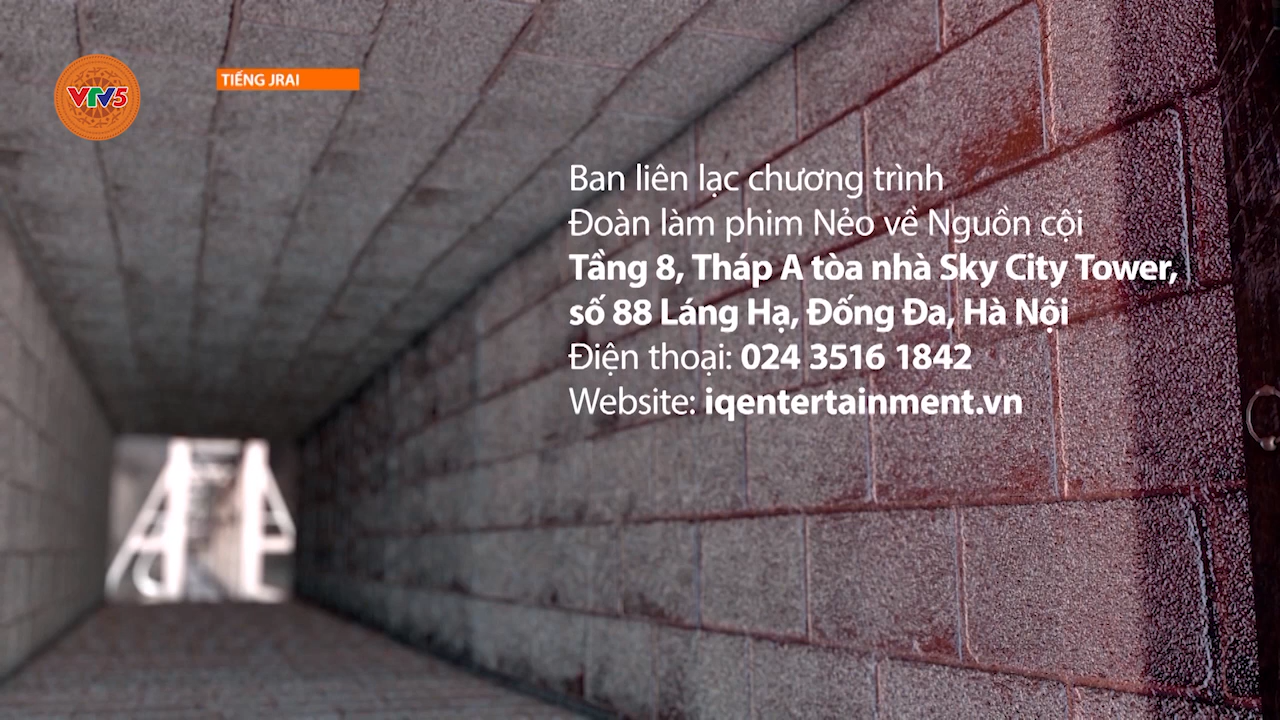 VTV5
TIẾNG JRAI
Ban liên lạc chương trình
Đoàn làm phim Nẻo về Nguồn cội
Tầng 8, Tháp A tòa nhà Sky City Tower,
số 88 Láng Hạ, Đống Đa, Hà Nội
Điện thoại: 024 3516 1842
Website: iqentertainment.vn